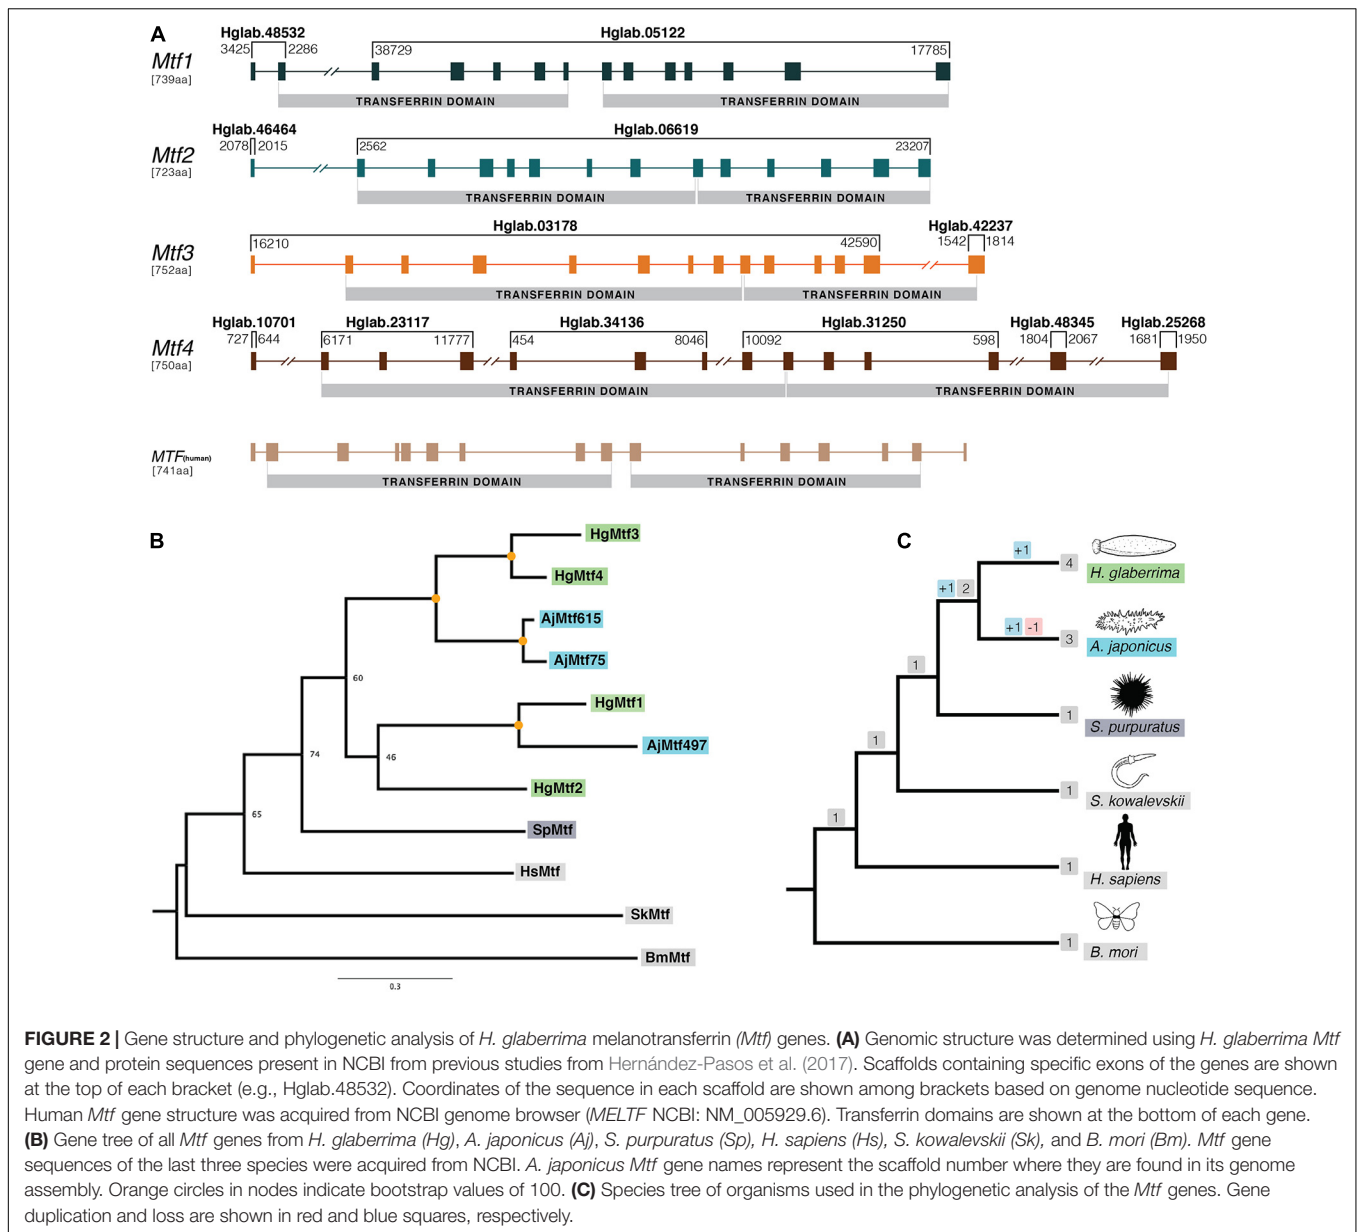 A
Hglab.48532 Hglab.05122
3425 2286 38729 17785
Mtf1
[739aa]
TRANSFERRIN DOMAIN TRANSFERRIN DOMAIN
Hglab.46464 Hglab.06619
2078 2015 2562 23207
Mtf2
[723aa]
TRANSFERRIN DOMAIN TRANSFERRIN DOMAIN
Hglab.03178 Hglab.42237
16210 42590 1542 1814
Mtf3
[752aa]
TRANSFERRIN DOMAIN TRANSFERRIN DOMAIN
Hglab.10701 Hglab.23117 Hglab.34136 Hglab.31250 Hglab.48345 Hglab.25268
727 644 6171 11777 454 8046 10092 598 1804 2067 1681 1950
Mtf4
[750aa]
TRANSFERRIN DOMAIN TRANSFERRIN DOMAIN
MTF(human)
[741aa]
TRANSFERRIN DOMAIN TRANSFERRIN DOMAIN
B
HgMtf3
HgMtf4
AjMtf615
AjMtf75
60
HgMtf1
AjMtf497
74
46
HgMtf2
65
SpMtf
HsMtf
SkMtf
BmMtf
0.3
C
+1
4
H. glaberrima
+1 2
+1 -1
3
A. japonicus
1
1
S. purpuratus
1
1
S. kowalevskii
1
1
H. sapiens
1
B. mori
FIGURE 2 | Gene structure and phylogenetic analysis of H. glaberrima melanotransferrin (Mtf) genes. (A) Genomic structure was determined using H. glaberrima Mtf
gene and protein sequences present in NCBI from previous studies from Hernández-Pasos et al. (2017). Scaffolds containing specific exons of the genes are shown
at the top of each bracket (e.g., Hglab.48532). Coordinates of the sequence in each scaffold are shown among brackets based on genome nucleotide sequence.
Human Mtf gene structure was acquired from NCBI genome browser (MELTF NCBI: NM_005929.6). Transferrin domains are shown at the bottom of each gene.
(B) Gene tree of all Mtf genes from H. glaberrima (Hg), A. japonicus (Aj), S. purpuratus (Sp), H. sapiens (Hs), S. kowalevskii (Sk), and B. mori (Bm). Mtf gene
sequences of the last three species were acquired from NCBI. A. japonicus Mtf gene names represent the scaffold number where they are found in its genome
assembly. Orange circles in nodes indicate bootstrap values of 100. (C) Species tree of organisms used in the phylogenetic analysis of the Mtf genes. Gene
duplication and loss are shown in red and blue squares, respectively.